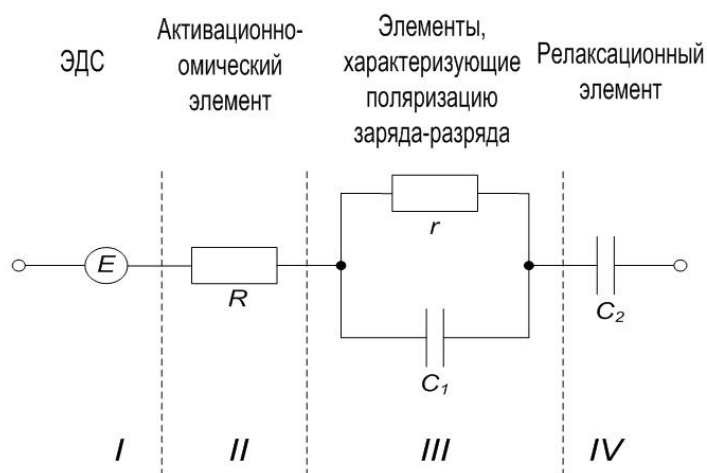 ЭДС
Активационно-
омический
элемент
Элементы,
характеризующие
поляризацию
заряда-разряда
Релаксационный
элемент
E
R
r
C₁
C₂
I
II
III
IV